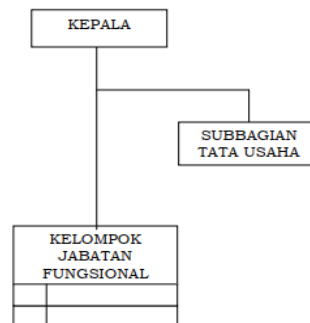 KEPALA
SUBBAGIAN
TATA USAHA
KELOMPOK
JABATAN
FUNGSIONAL